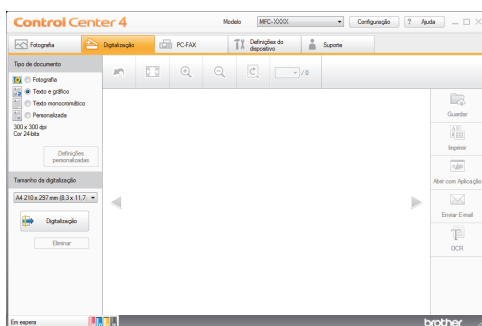 Control Center 4
Modelo MFC-XXXX Configuração ? Ajuda
Fotografia Digitalização PC-FAX Definições do dispositivo Suporte
Tipo de documento
Fotografia
Texto e gráfico
Texto monocromático
Personalizada
300 x 300 dpi
Cor 24-bits
Definições
personalizadas
Tamanho da digitalização
A4 210 x 297 mm (8.3 x 11.7
Digitalização
Eliminar
/ 0
Guardar
Imprimir
Abrir com Aplicação
Enviar E-mail
OCR
Em espera
brother